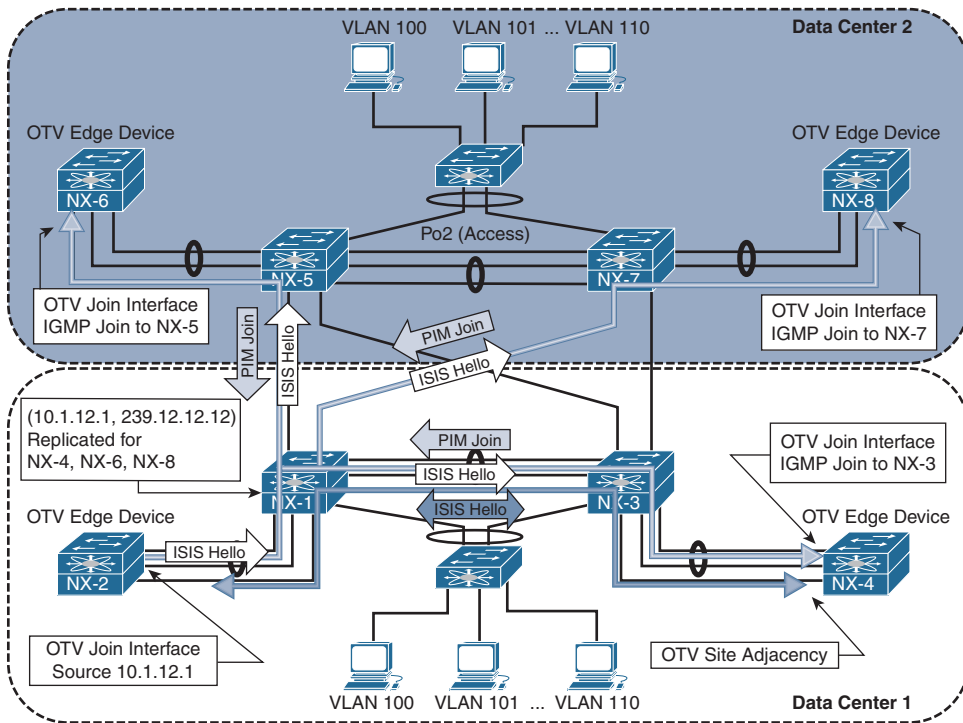 VLAN 100
VLAN 101 ... VLAN 110
Data Center 2
OTV Edge Device
OTV Edge Device
NX-6
NX-8
Po2 (Access)
NX-5
NX-7
OTV Join Interface
IGMP Join to NX-5
OTV Join Interface
IGMP Join to NX-7
PIM Join
ISIS Hello
PIM Join
ISIS Hello
(10.1.12.1, 239.12.12.12)
Replicated for
NX-4, NX-6, NX-8
PIM Join
ISIS Hello
OTV Join Interface
IGMP Join to NX-3
NX-1
ISIS Hello
NX-3
OTV Edge Device
ISIS Hello
OTV Edge Device
NX-2
NX-4
OTV Join Interface
Source 10.1.12.1
OTV Site Adjacency
VLAN 100
VLAN 101 ... VLAN 110
Data Center 1